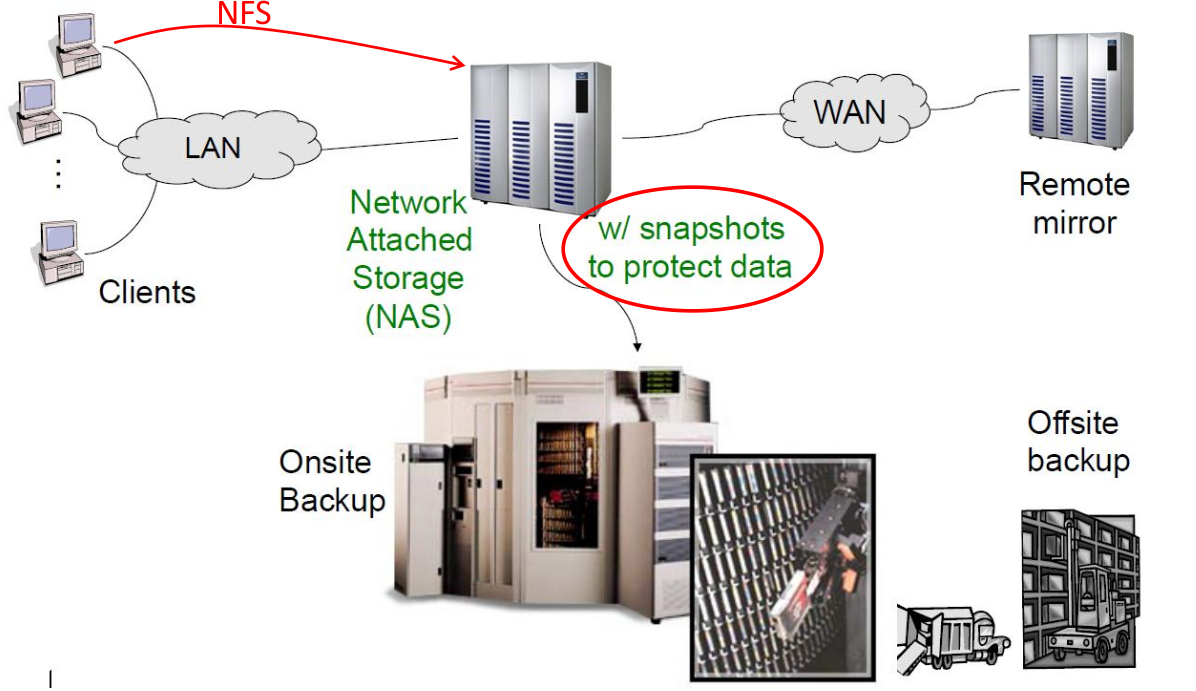 NFS
LAN
WAN
Network
Attached
Storage
(NAS)
w/ snapshots
to protect data
Remote
mirror
Clients
Onsite
Backup
Offsite
backup